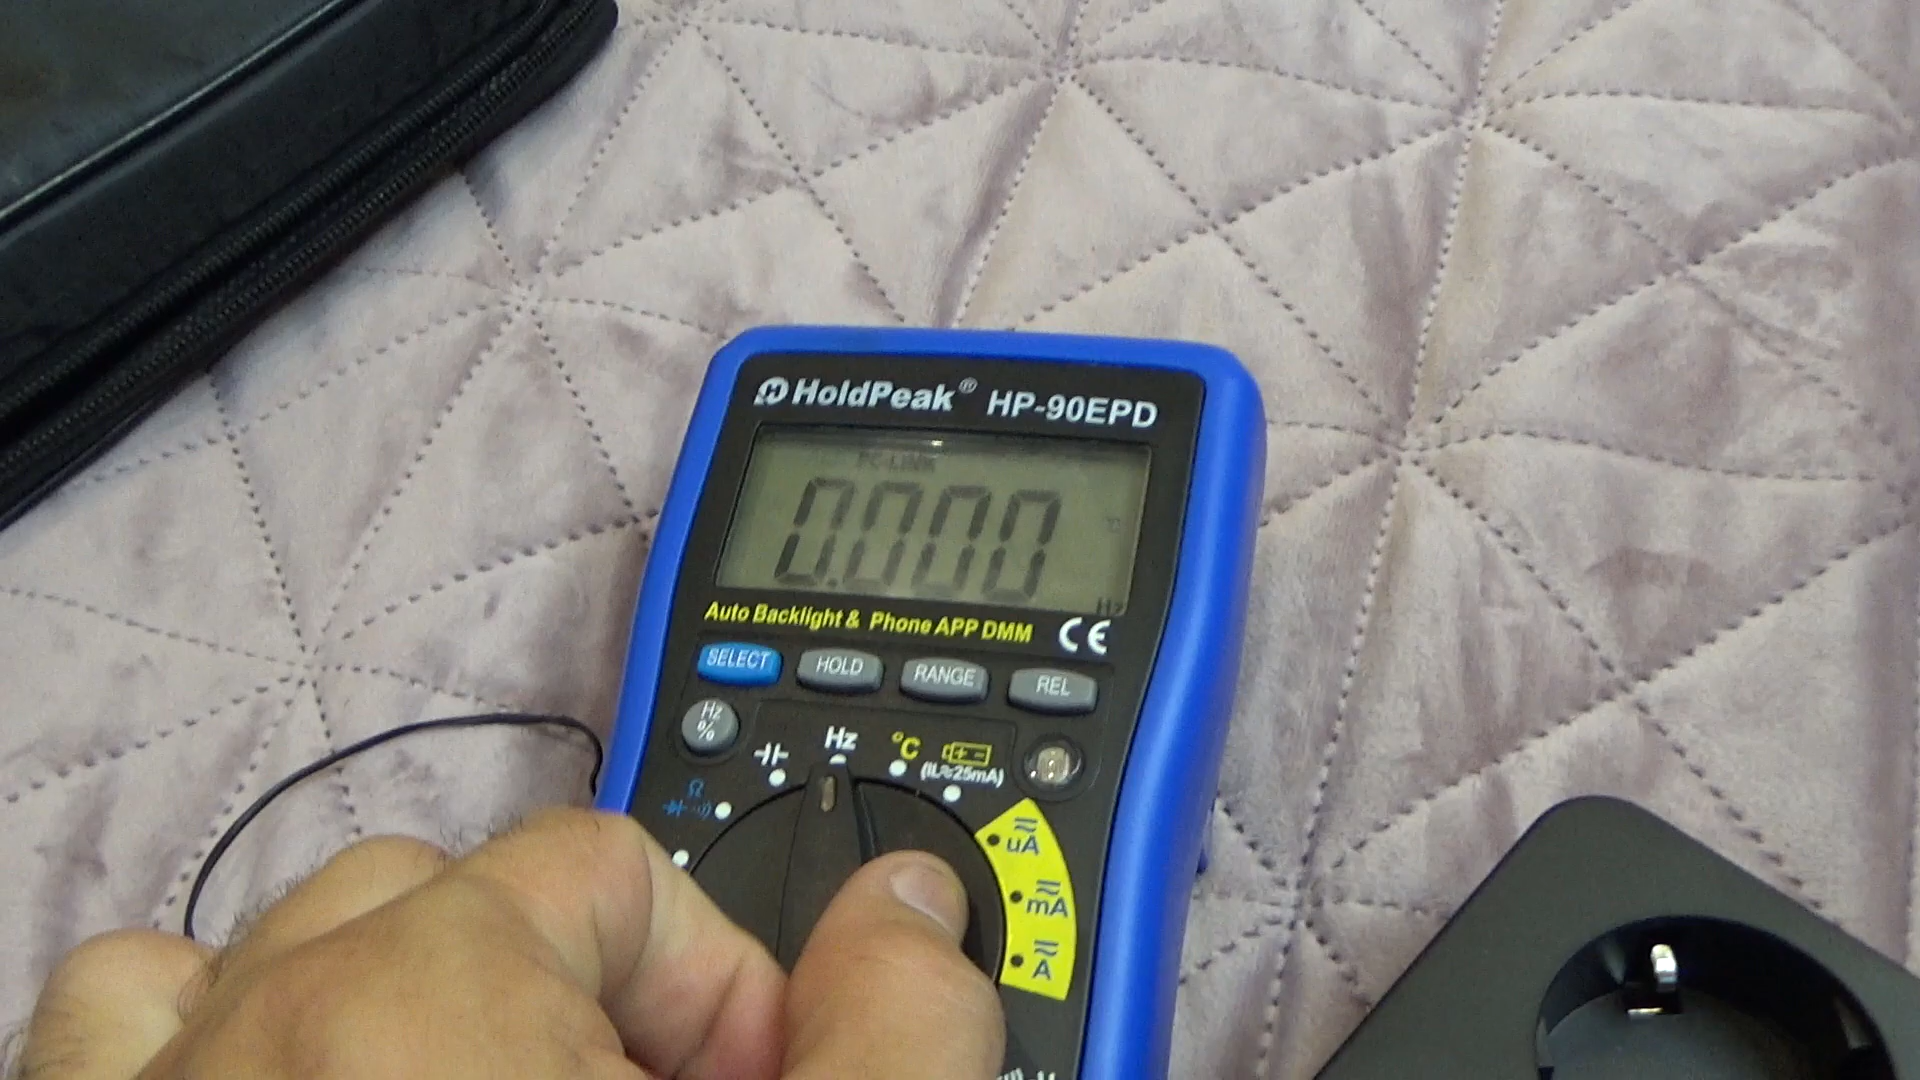 HoldPeak® HP-90EPD
PC-LINK
0.000
Hz
Auto Backlight & Phone APP DMM CE
SELECT HOLD RANGE REL
Hz
%
Hz
°C
(IL≈25mA)
Ω
uA
mA
A